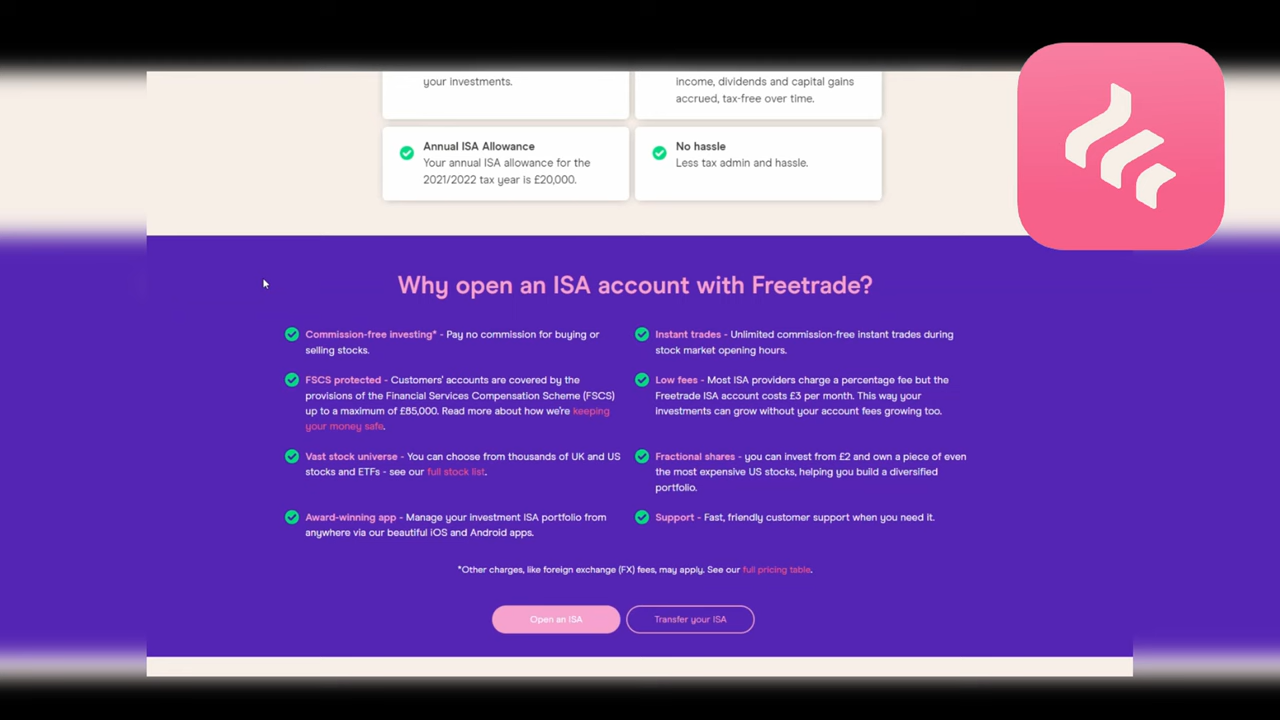 your investments.
income, dividends and capital gains
accrued, tax-free over time.
Annual ISA Allowance
Your annual ISA allowance for the
2021/2022 tax year is £20,000.
No hassle
Less tax admin and hassle.
Why open an ISA account with Freetrade?
Commission-free investing* - Pay no commission for buying or
selling stocks.
Instant trades - Unlimited commission-free instant trades during
stock market opening hours.
FSCS protected - Customers' accounts are covered by the
provisions of the Financial Services Compensation Scheme (FSCS)
up to a maximum of £85,000. Read more about how we're keeping
your money safe.
Low fees - Most ISA providers charge a percentage fee but the
Freetrade ISA account costs £3 per month. This way your
investments can grow without your account fees growing too.
Vast stock universe - You can choose from thousands of UK and US
stocks and ETFs - see our full stock list.
Fractional shares - you can invest from £2 and own a piece of even
the most expensive US stocks, helping you build a diversified
portfolio.
Award-winning app - Manage your investment ISA portfolio from
anywhere via our beautiful iOS and Android apps.
Support - Fast, friendly customer support when you need it.
*Other charges, like foreign exchange (FX) fees, may apply. See our full pricing table.
Open an ISA
Transfer your ISA